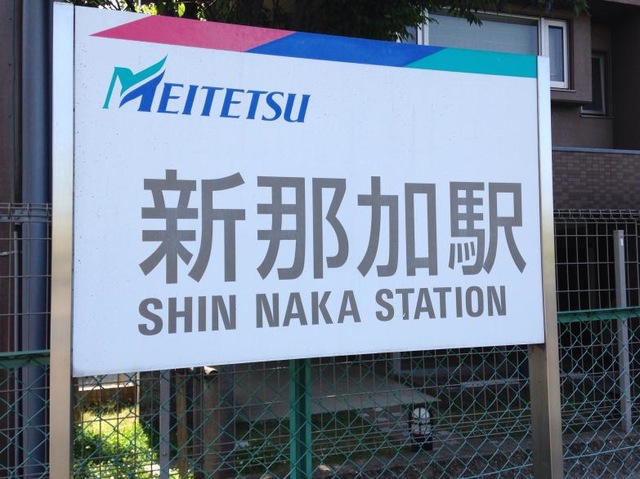 MEITETSU
新那加駅
SHIN NAKA STATION